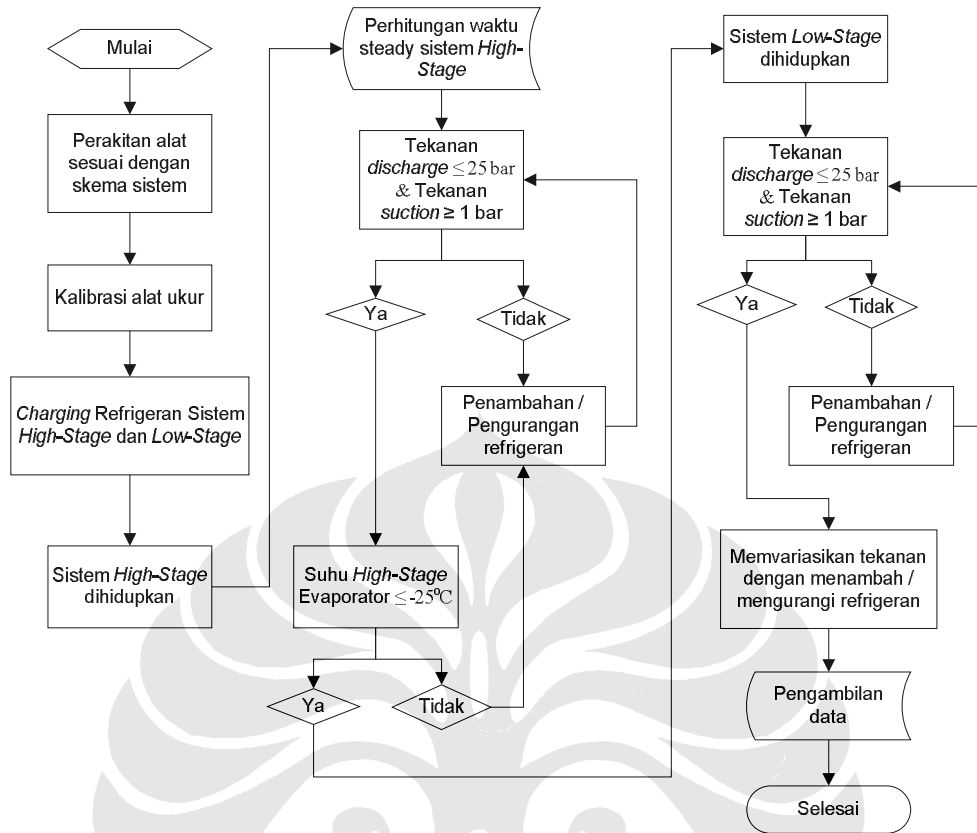 Mulai
Perakitan alat
sesuai dengan
skema sistem
Kalibrasi alat ukur
Charging Refrigeran Sistem
High-Stage dan Low-Stage
Sistem High-Stage
dihidupkan
Perhitungan waktu
steady sistem High-
Stage
Tekanan
discharge ≤ 25 bar
& Tekanan
suction ≥ 1 bar
Ya
Tidak
Penambahan /
Pengurangan
refrigeran
Suhu High-Stage
Evaporator ≤ -25°C
Ya
Tidak
Sistem Low-Stage
dihidupkan
Tekanan
discharge ≤ 25 bar
& Tekanan
suction ≥ 1 bar
Ya
Tidak
Penambahan /
Pengurangan
refrigeran
Memvariasikan tekanan
dengan menambah /
mengurangi refrigeran
Pengambilan
data
Selesai